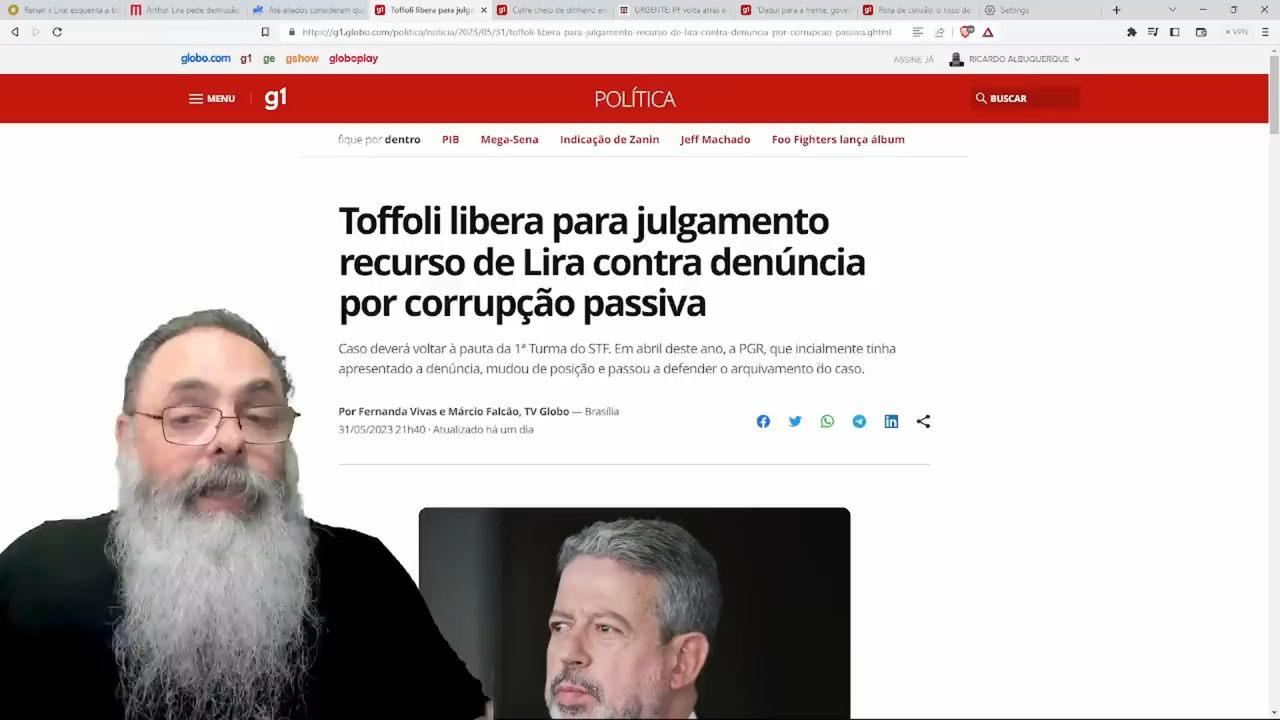 Renan x Lira: esquenta a b
Arthur Lira pede demissão
Até aliados consideram qu
Toffoli libera para julga
Cofre cheio de dinheiro en
URGENTE: PF volta atrás e
"Daqui para a frente, gove
Rota de colisão: o risco de
Settings
https://g1.globo.com/politica/noticia/2023/05/31/toffoli-libera-para-julgamento-recurso-de-lira-contra-denuncia-por-corrupcao-passiva.ghtml
VPN
globo.com g1 ge gshow globoplay
ASSINE JÁ RICARDO ALBUQUERQUE
MENU g1 POLÍTICA BUSCAR
fique por dentro PIB Mega-Sena Indicação de Zanin Jeff Machado Foo Fighters lança álbum
Toffoli libera para julgamento
recurso de Lira contra denúncia
por corrupção passiva
Caso deverá voltar à pauta da 1ª Turma do STF. Em abril deste ano, a PGR, que incialmente tinha
apresentado a denúncia, mudou de posição e passou a defender o arquivamento do caso.
Por Fernanda Vivas e Márcio Falcão, TV Globo — Brasília
31/05/2023 21h40 · Atualizado há um dia